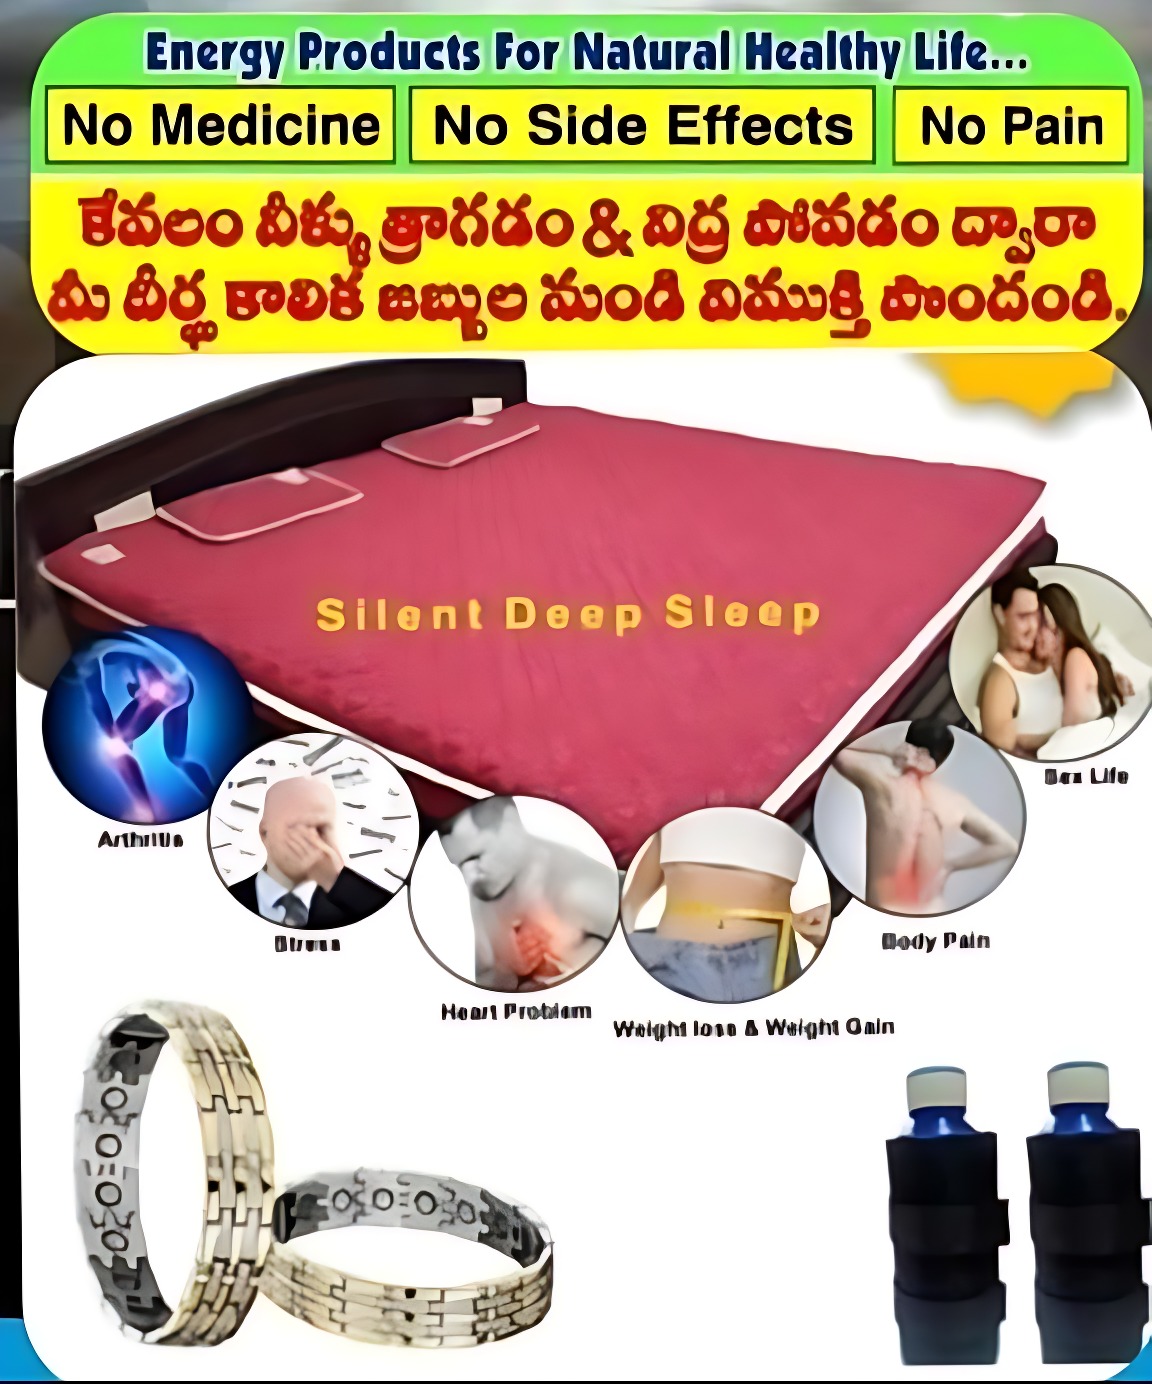 Energy Products For Natural Healthy Life...
No Medicine No Side Effects No Pain
కేవలం నీళ్ళు త్రాగడం & నిద్ర పోవడం ద్వారా
మీ దీర్ఘ కాలిక జబ్బుల నుండి విముక్తి పొందండి.
Silent Deep Sleep
Sex Life
Arthritis
Stress
Body Pain
Heart Problem
Weight loss & Weight Gain